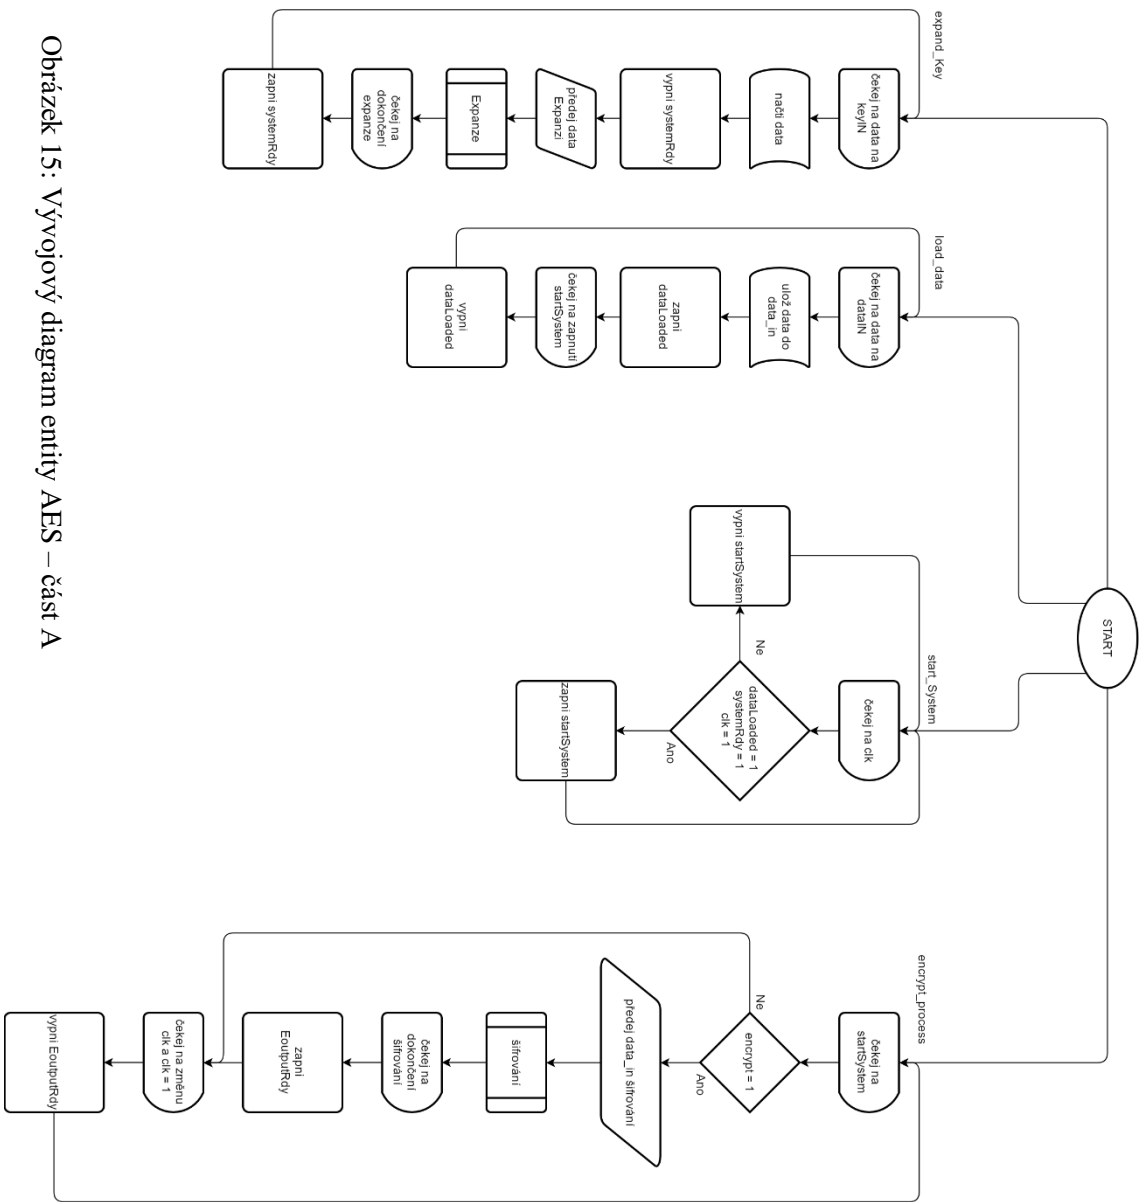 START
expand_Key
čekej na data na
keyIN
načti data
vypni systemRdy
předej data
Expanzi
Expanze
čekej na
dokončení
expanze
zapni systemRdy
load_data
čekej na data na
dataIN
ulož data do
data_in
zapni
dataLoaded
čekej na zapnutí
startSystem
vypni
dataLoaded
start_System
čekej na clk
dataLoaded = 1
systemRdy = 1
clk = 1
Ne
Ano
vypni startSystem
zapni startSystem
encrypt_process
čekej na
startSystem
encrypt = 1
Ne
Ano
předej data_in šifrování
šifrování
čekej na
dokončení
šifrování
zapni
EoutputRdy
čekej na změnu
clk a clk = 1
vypni EoutputRdy
Obrázek 15: Vývojový diagram entity AES – část A